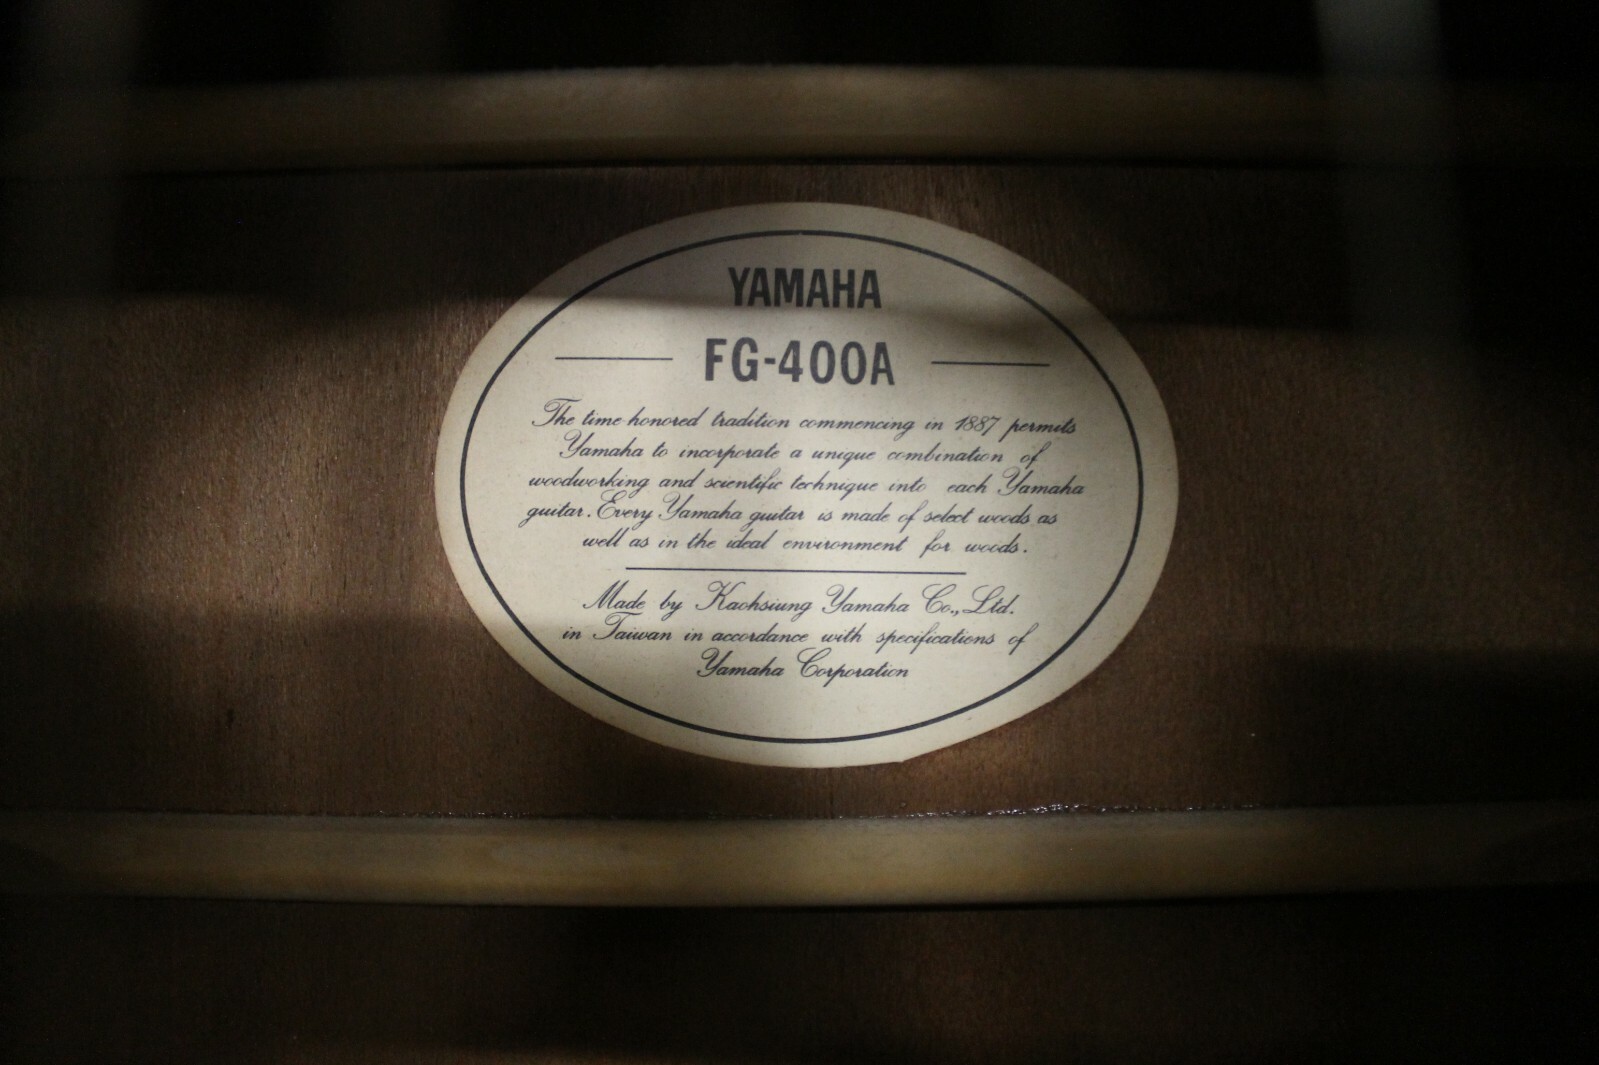 YAMAHA
FG-400A
The time honored tradition commencing in 1887 permits
Yamaha to incorporate a unique combination of
woodworking and scientific technique into each Yamaha
guitar. Every Yamaha guitar is made of select woods as
well as in the ideal environment for woods.
Made by Kaohsiung Yamaha Co., Ltd.
in Taiwan in accordance with specifications of
Yamaha Corporation